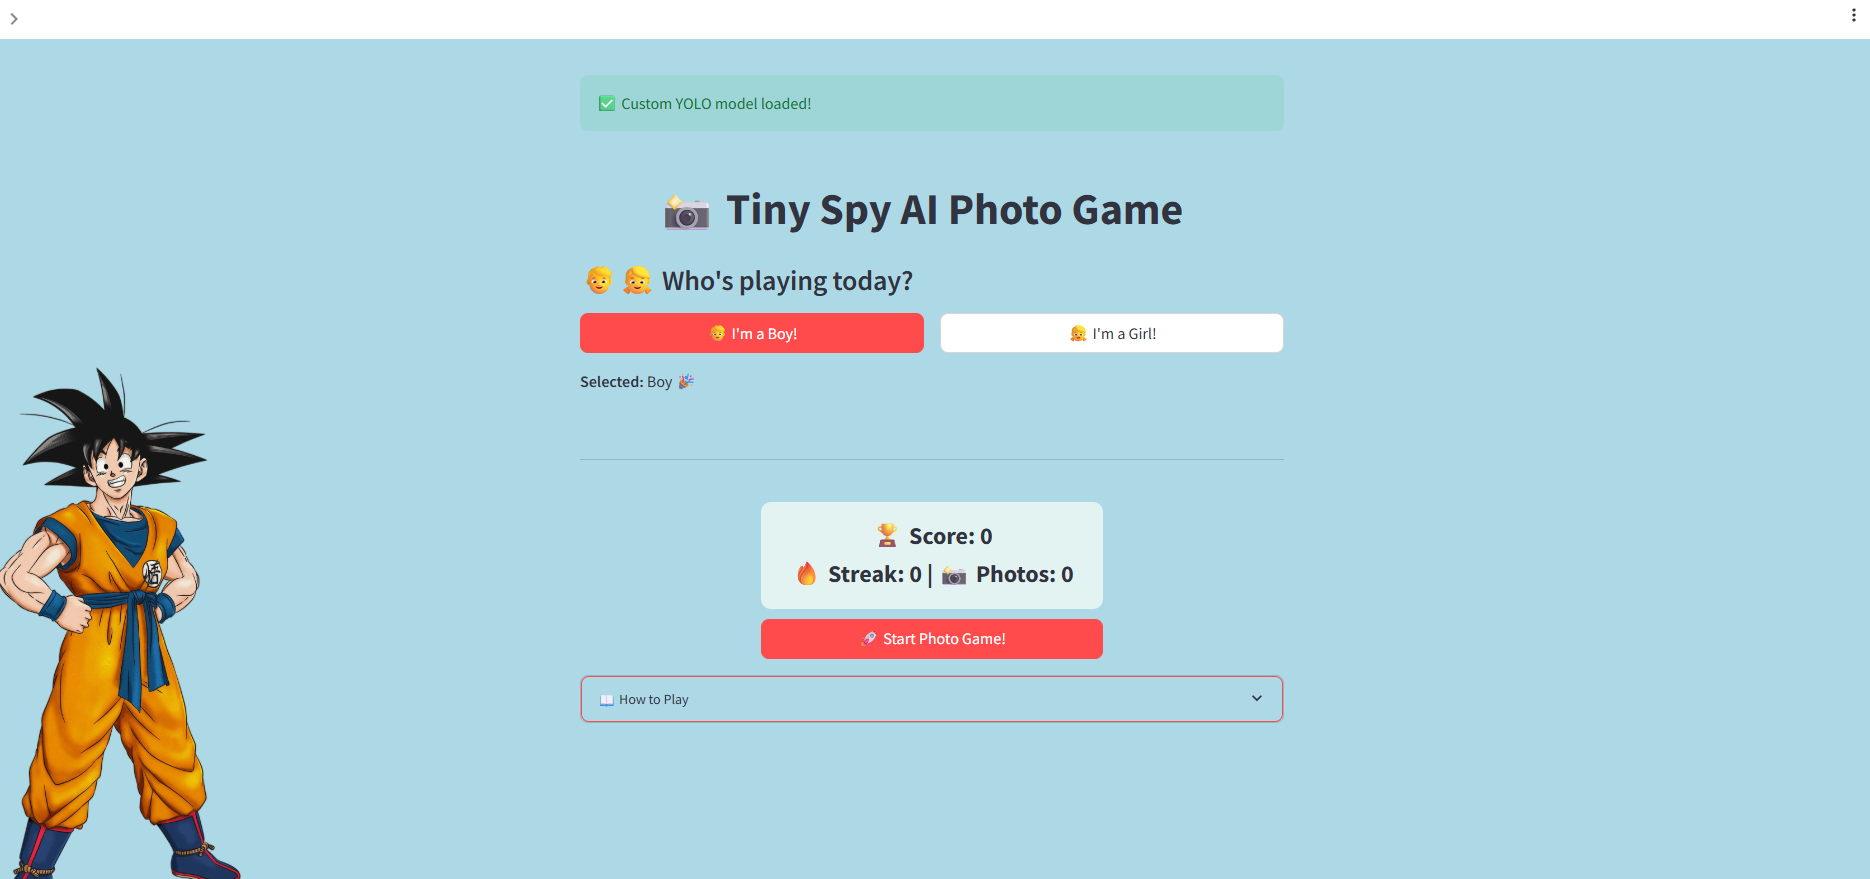 ✅ Custom YOLO model loaded!
📸 Tiny Spy AI Photo Game
👦 👧 Who's playing today?
👦 I'm a Boy!
👧 I'm a Girl!
Selected: Boy 🎉
悟
🏆 Score: 0
🔥 Streak: 0 | 📸 Photos: 0
🚀 Start Photo Game!
📖 How to Play